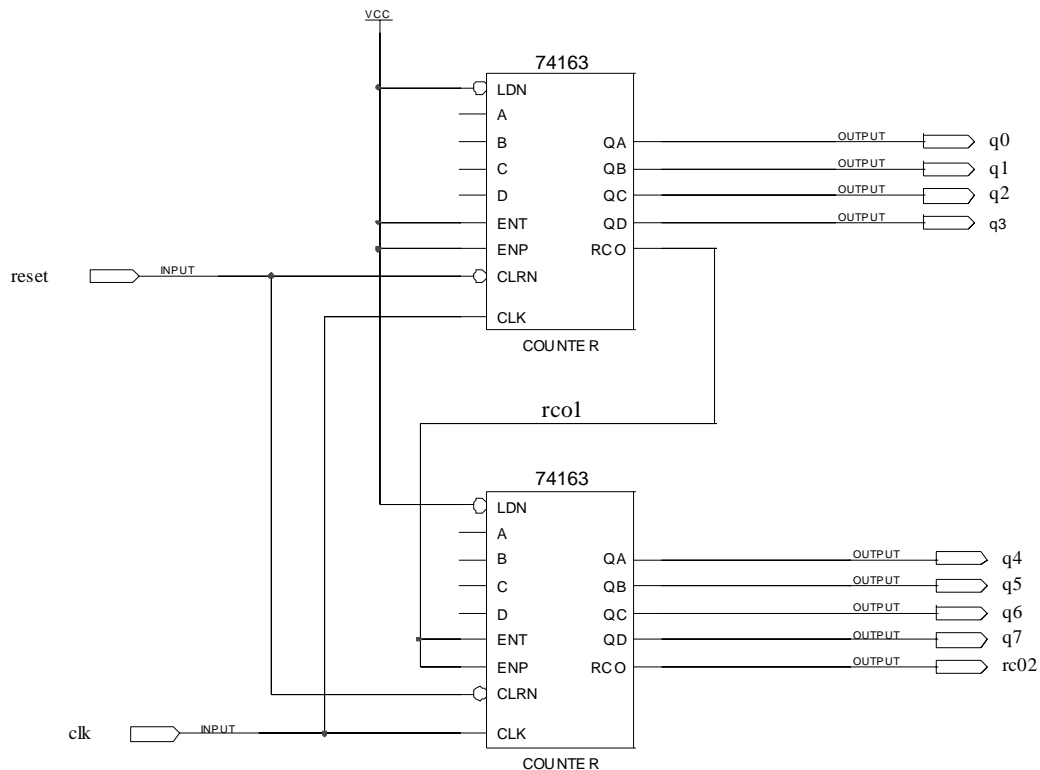 VCC
74163
LDN
A
B
C
D
ENT
ENP
CLRN
CLK
QA
QB
QC
QD
RCO
COUNTER
OUTPUT q0
OUTPUT q1
OUTPUT q2
OUTPUT q3
reset INPUT
rco1
74163
LDN
A
B
C
D
ENT
ENP
CLRN
CLK
QA
QB
QC
QD
RCO
COUNTER
OUTPUT q4
OUTPUT q5
OUTPUT q6
OUTPUT q7
OUTPUT rc02
clk INPUT